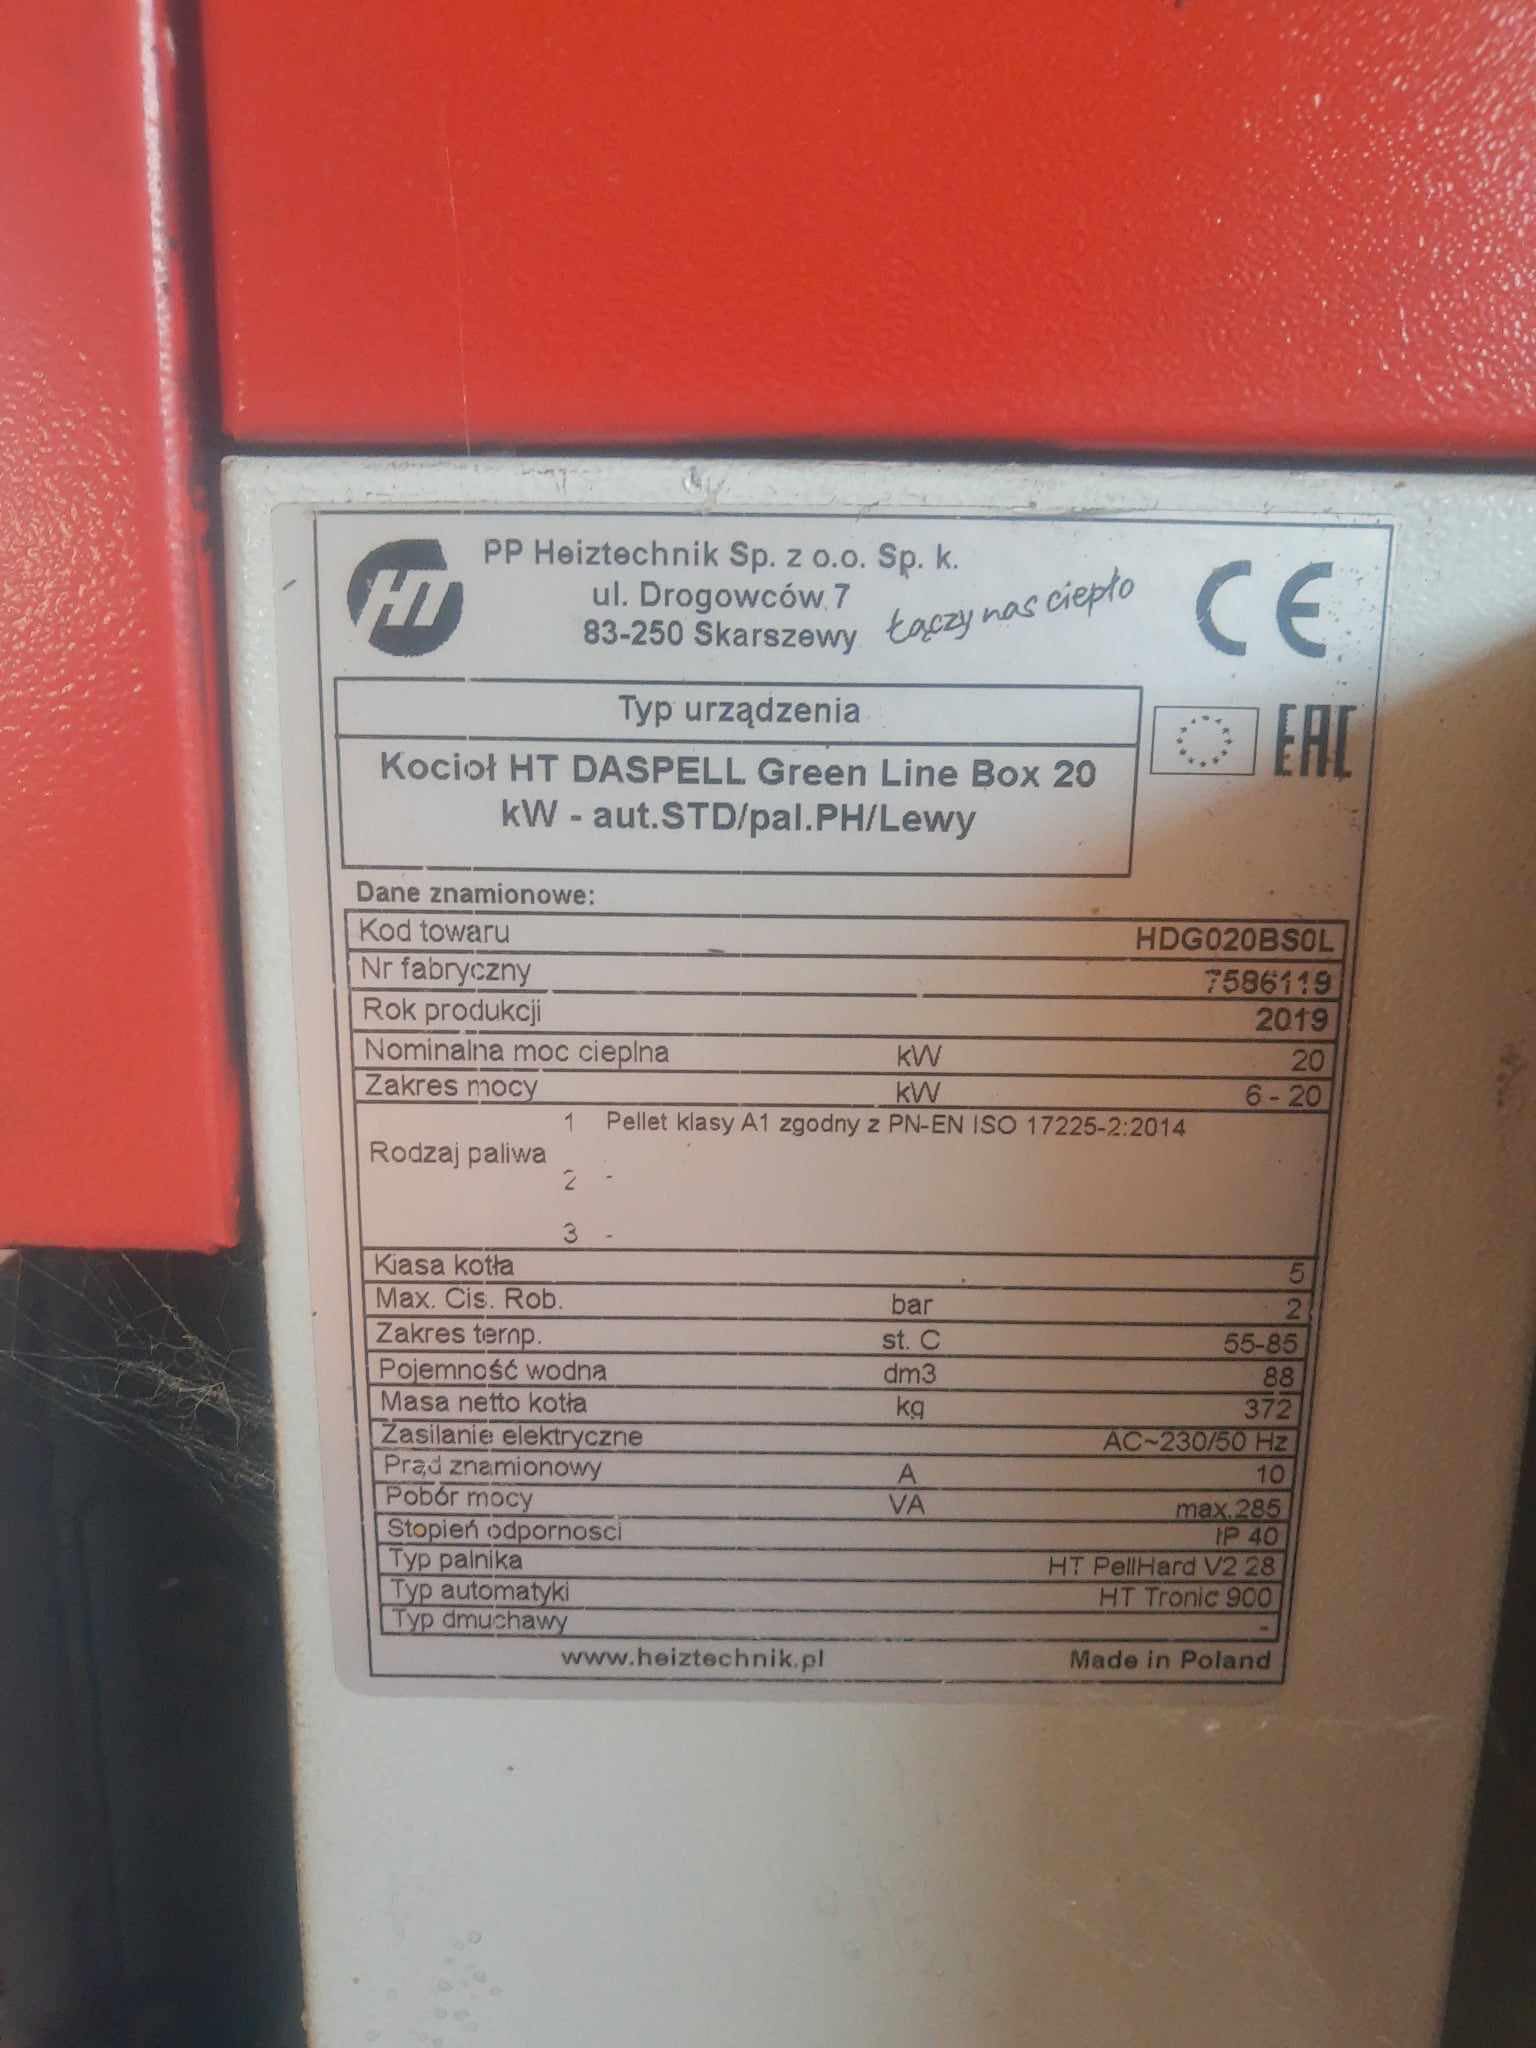 HT
PP Heiztechnik Sp. z o.o. Sp. k.
ul. Drogowców 7
83-250 Skarszewy
Łączy nas ciepło
CE
EAC
Typ urządzenia
Kocioł HT DASPELL Green Line Box 20
kW - aut.STD/pal.PH/Lewy
Dane znamionowe:
Kod towaru HDG020BS0L
Nr fabryczny 7586119
Rok produkcji 2019
Nominalna moc cieplna kW 20
Zakres mocy kW 6 - 20
Rodzaj paliwa
1 Pellet klasy A1 zgodny z PN-EN ISO 17225-2:2014
2 -
3 -
Klasa kotła 5
Max. Cis. Rob. bar 2
Zakres temp. st. C 55-85
Pojemność wodna dm3 88
Masa netto kotła kg 372
Zasilanie elektryczne AC~230/50 Hz
Prąd znamionowy A 10
Pobór mocy VA max.285
Stopień odpornosci IP 40
Typ palnika HT PellHard V2 28
Typ automatyki HT Tronic 900
Typ dmuchawy -
www.heiztechnik.pl Made in Poland